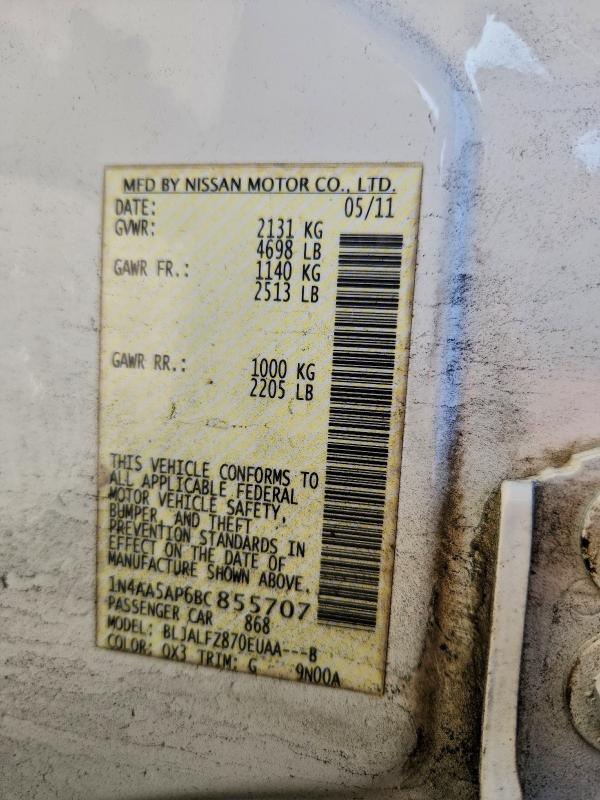 MFD BY NISSAN MOTOR CO., LTD.
DATE: 05/11
GVWR: 2131 KG
4698 LB
GAWR FR.: 1140 KG
2513 LB
GAWR RR.: 1000 KG
2205 LB
THIS VEHICLE CONFORMS TO
ALL APPLICABLE FEDERAL
MOTOR VEHICLE SAFETY,
BUMPER, AND THEFT
PREVENTION STANDARDS IN
EFFECT ON THE DATE OF
MANUFACTURE SHOWN ABOVE.
1N4AA5AP6BC855707
PASSENGER CAR 868
MODEL: BLJALFZ870EUAA---B
COLOR: QX3 TRIM: G 9N00A